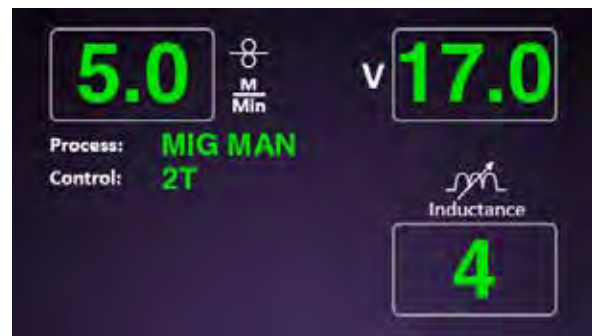 5.0
M
Min
V 17.0
Process: MIG MAN
Control: 2T
Inductance
4